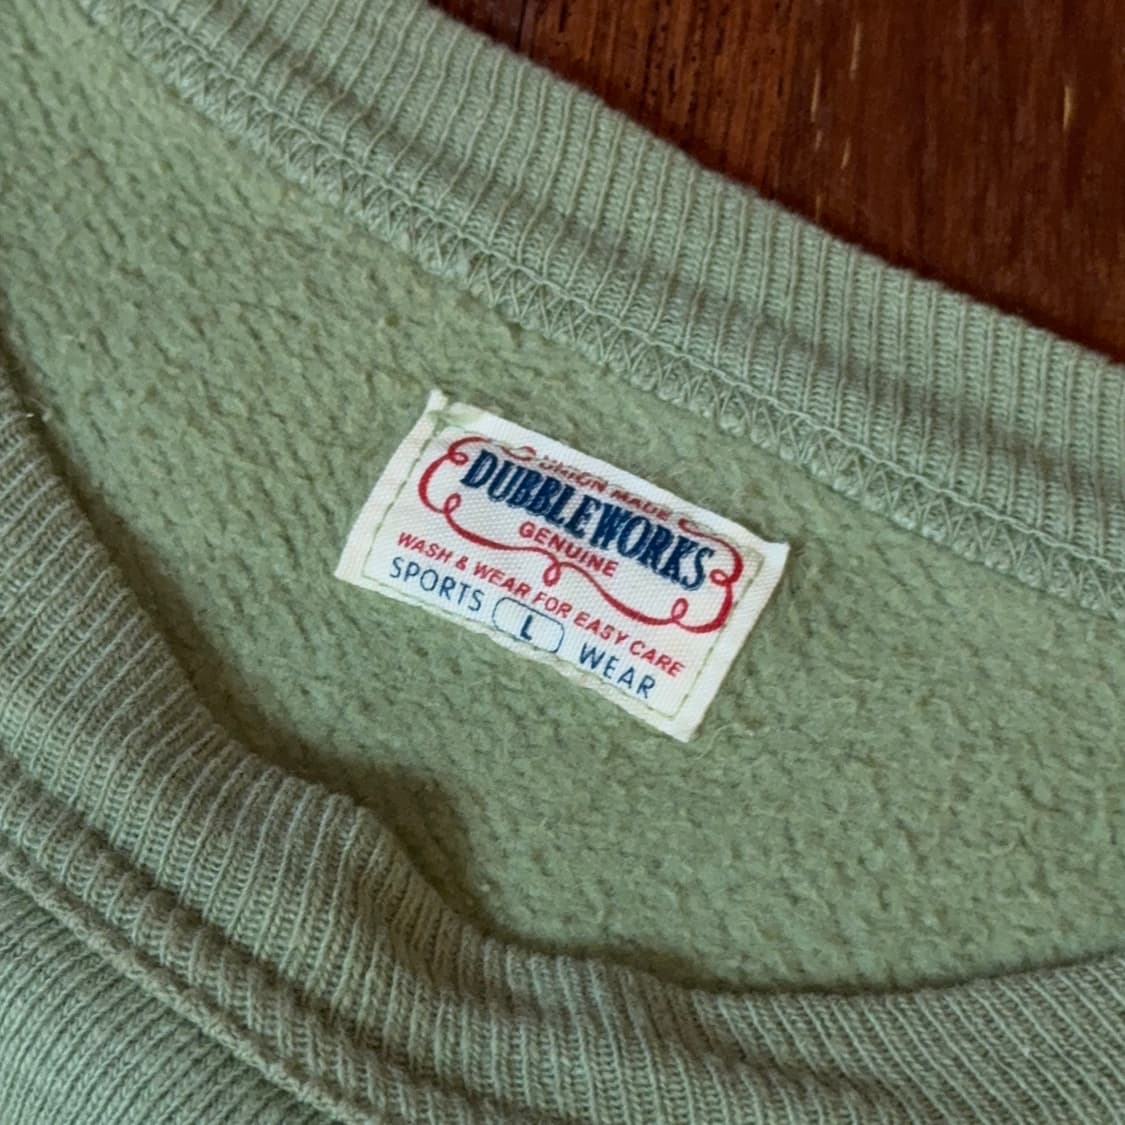 UNION MADE
DUBBLEWORKS
GENUINE
WASH & WEAR FOR EASY CARE
SPORTS L WEAR